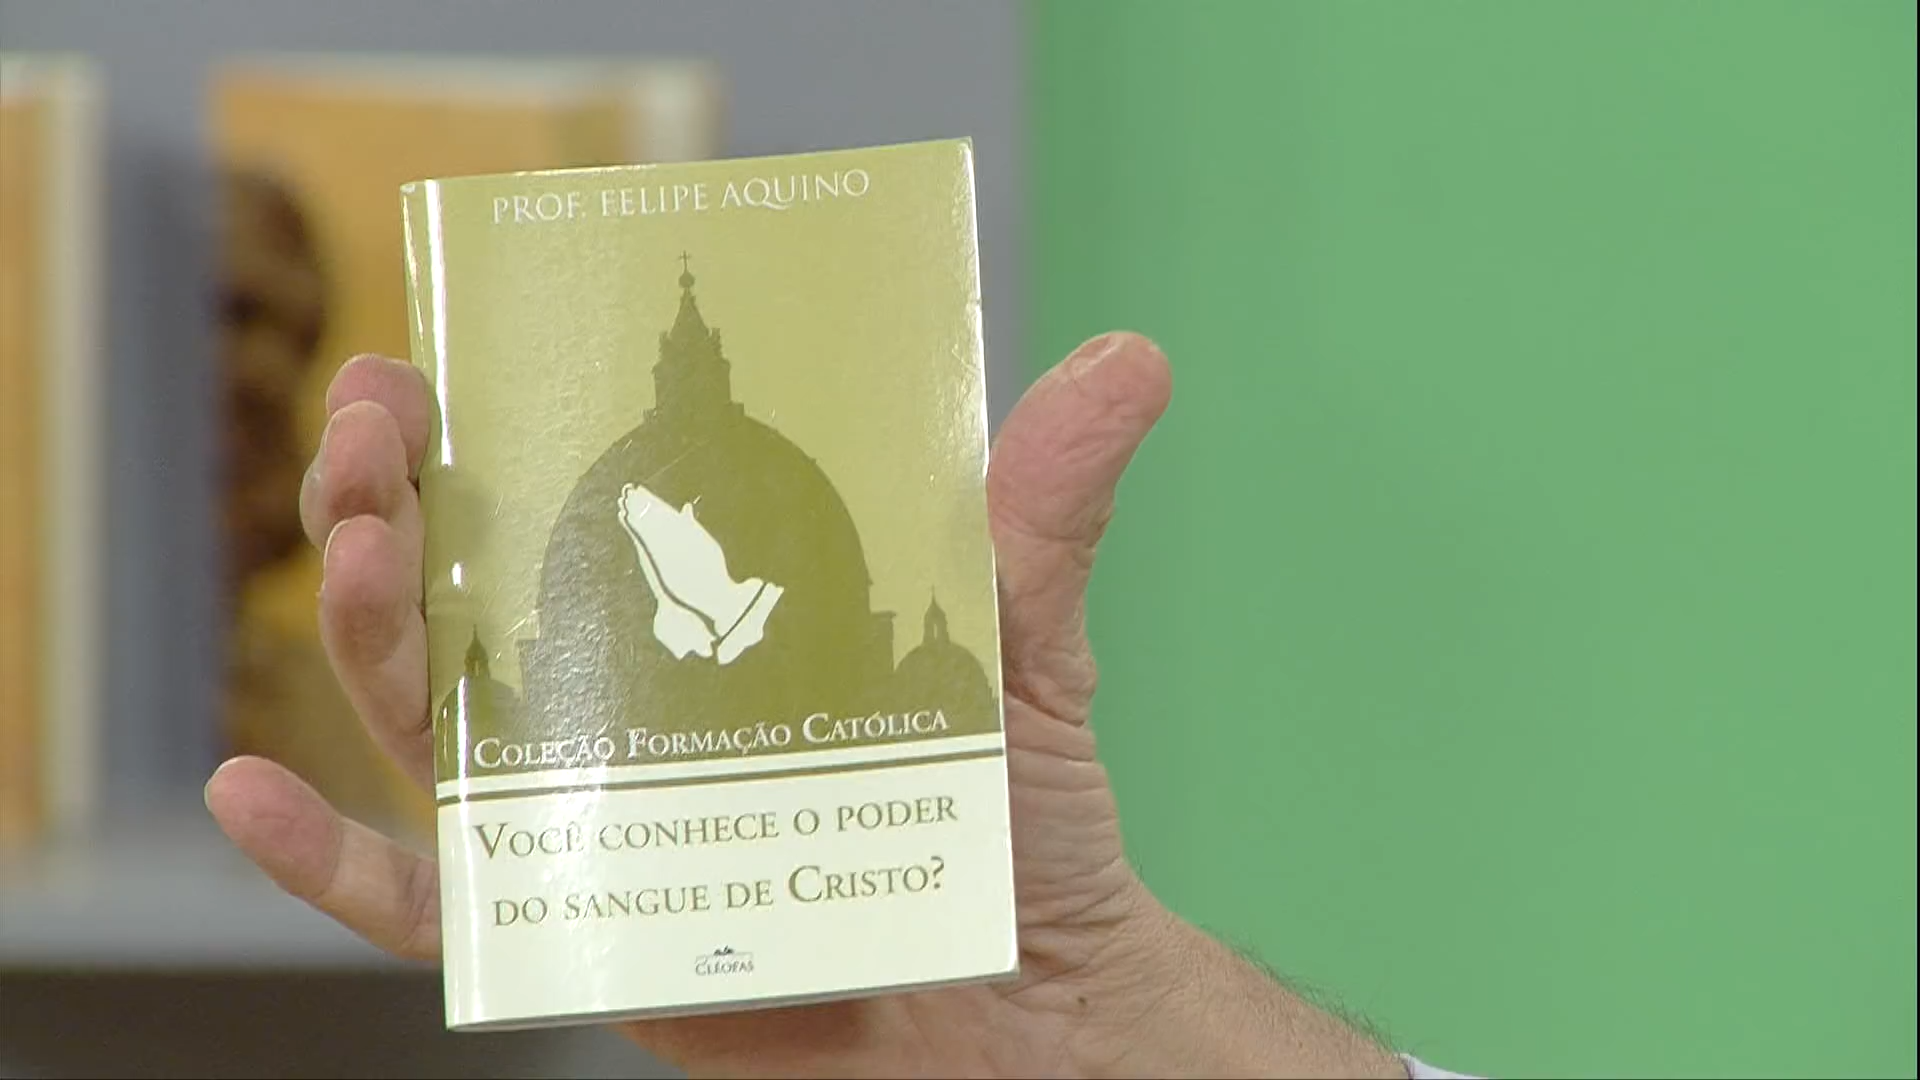 PROF. FELIPE AQUINO
COLEÇÃO FORMAÇÃO CATÓLICA
VOCÊ CONHECE O PODER
DO SANGUE DE CRISTO?
CLÉOFAS